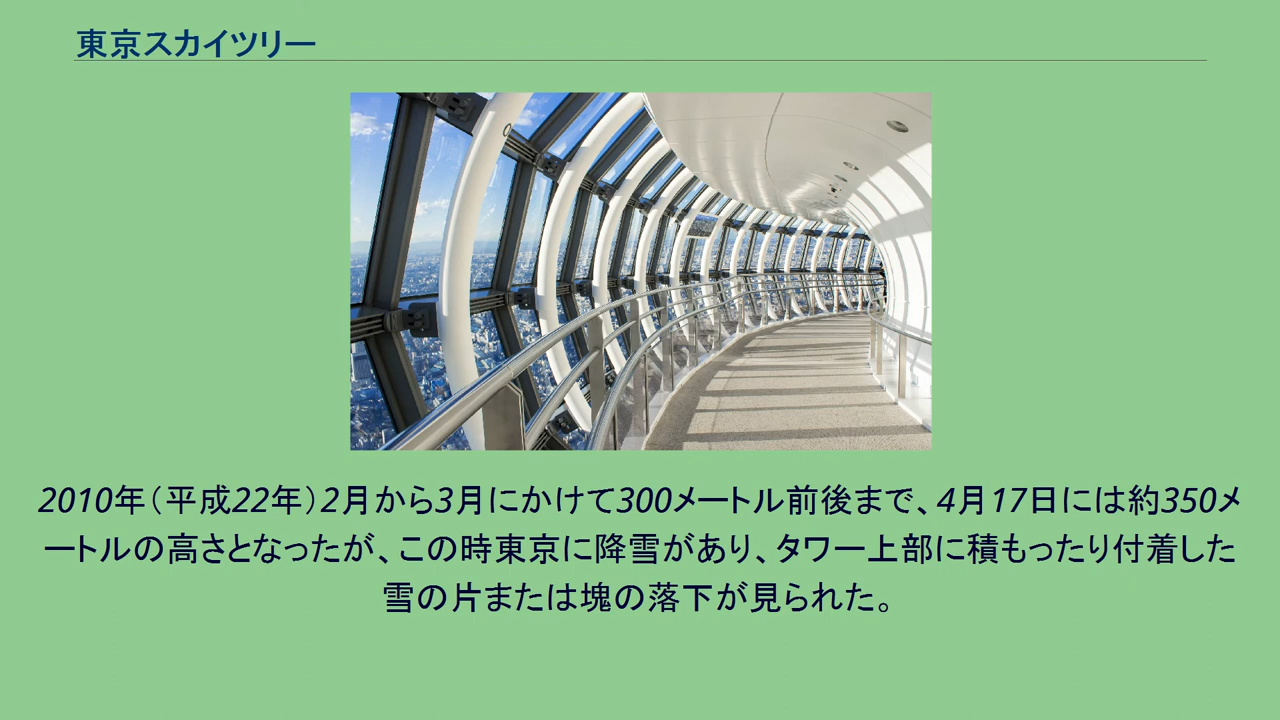 東京スカイツリー
2010年（平成22年）2月から3月にかけて300メートル前後まで、4月17日には約350メ
ートルの高さとなったが、この時東京に降雪があり、タワー上部に積もったり付着した
雪の片または塊の落下が見られた。